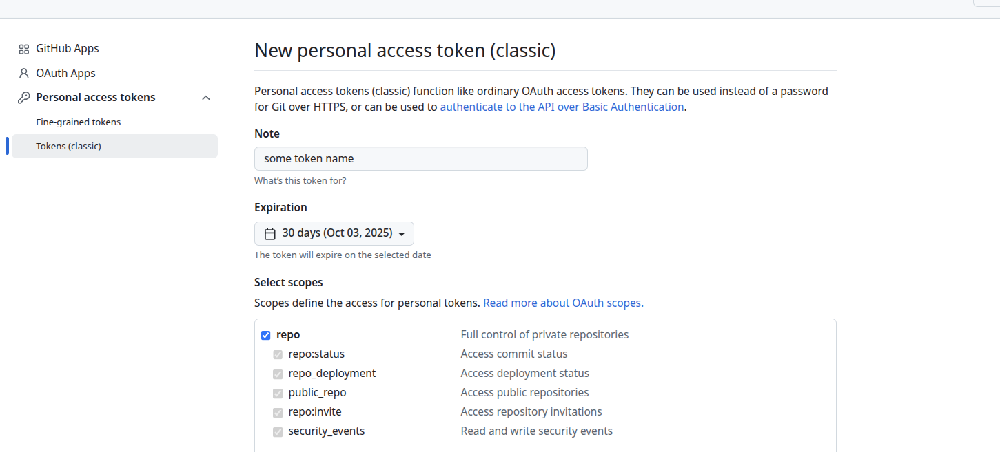 GitHub Apps
OAuth Apps
Personal access tokens
Fine-grained tokens
Tokens (classic)
New personal access token (classic)
Personal access tokens (classic) function like ordinary OAuth access tokens. They can be used instead of a password
for Git over HTTPS, or can be used to authenticate to the API over Basic Authentication.
Note
some token name
What's this token for?
Expiration
30 days (Oct 03, 2025)
The token will expire on the selected date
Select scopes
Scopes define the access for personal tokens. Read more about OAuth scopes.
repo Full control of private repositories
repo:status Access commit status
repo_deployment Access deployment status
public_repo Access public repositories
repo:invite Access repository invitations
security_events Read and write security events